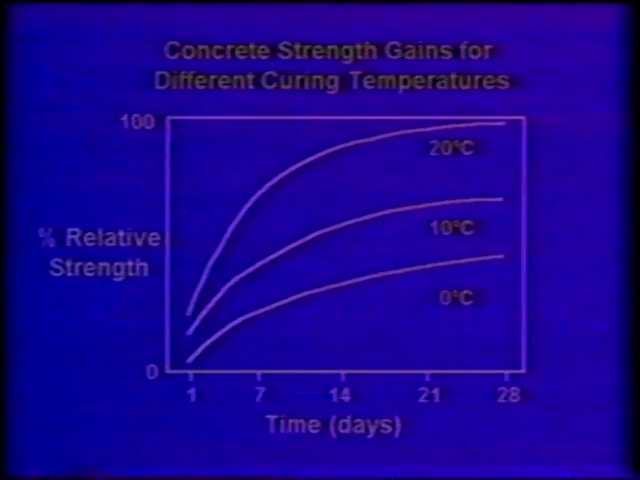 Concrete Strength Gains for
Different Curing Temperatures
100
20°C
% Relative
Strength
10°C
0°C
0
1 7 14 21 28
Time (days)